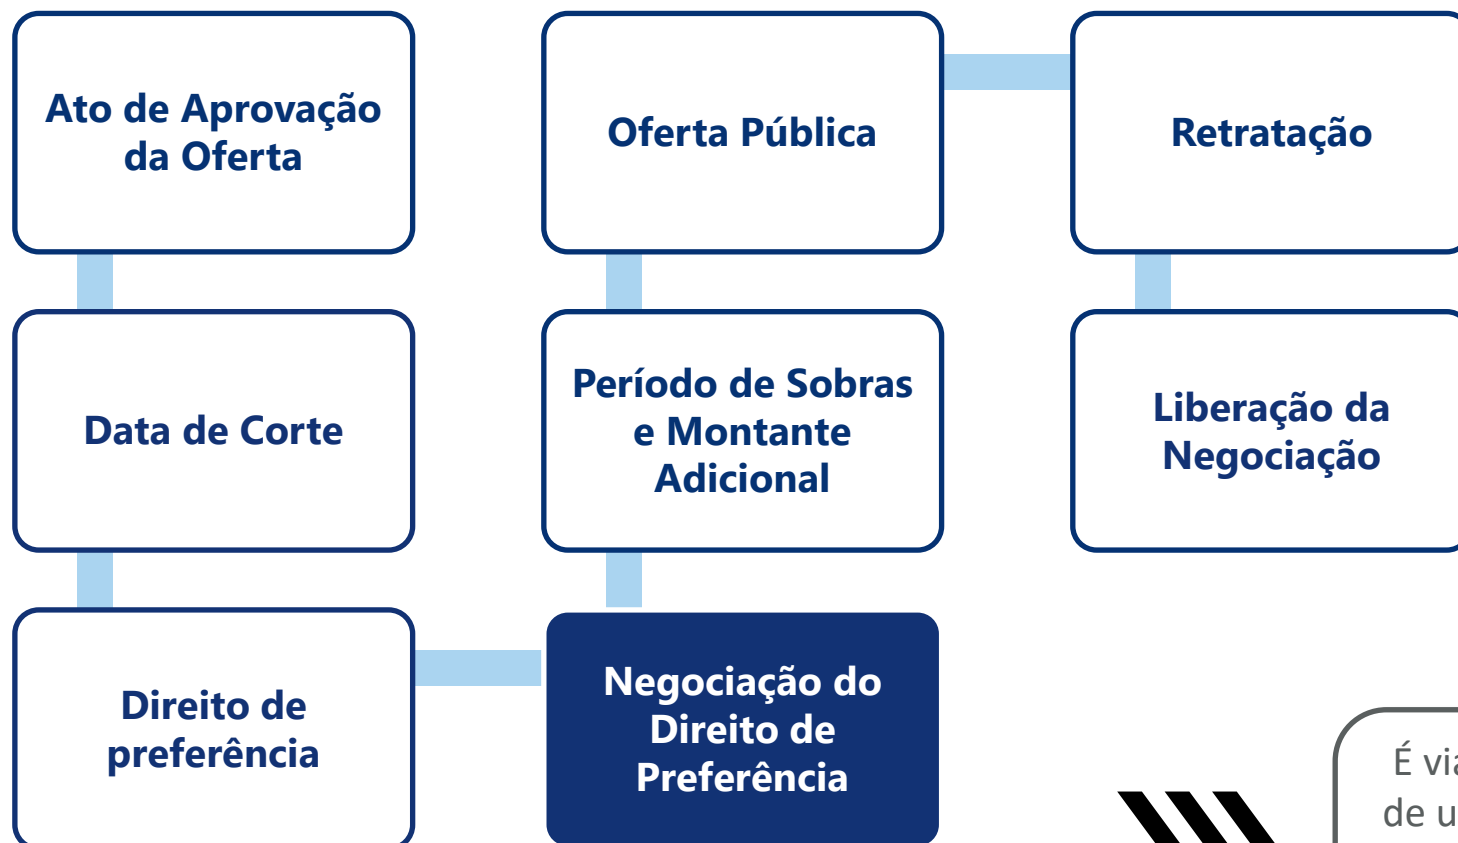 Ato de Aprovação
da Oferta
Data de Corte
Direito de
preferência
Negociação do
Direito de
Preferência
Período de Sobras
e Montante
Adicional
Oferta Pública
Retratação
Liberação da
Negociação
É
de